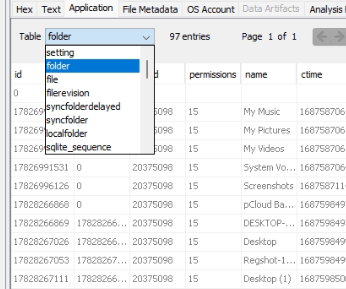 Hex Text Application File Metadata OS Account Data Artifacts Analysis
Table folder 97 entries Page 1 of 1
setting
folder
file
filerevision
syncfolderdelayed
syncfolder
localfolder
sqlite_sequence
id d permissions name ctime
0
1782699 20375098 15 My Music 168758706
1782699 20375098 15 My Pictures 168758706
1782699 20375098 15 My Videos 168758706
17826991531 0 20375098 15 System Vo... 168758706
17826996126 0 20375098 15 Screenshots 168758711
17828266868 0 20375098 15 pCloud Ba... 168759849
17828266869 17828266... 20375098 15 DESKTOP-... 168759849
17828267026 17828266... 20375098 15 Desktop 168759849
17828267053 17828266... 20375098 15 Regshot-1... 168759849
17828267111 17828266... 20375098 15 Desktop (1) 168759850